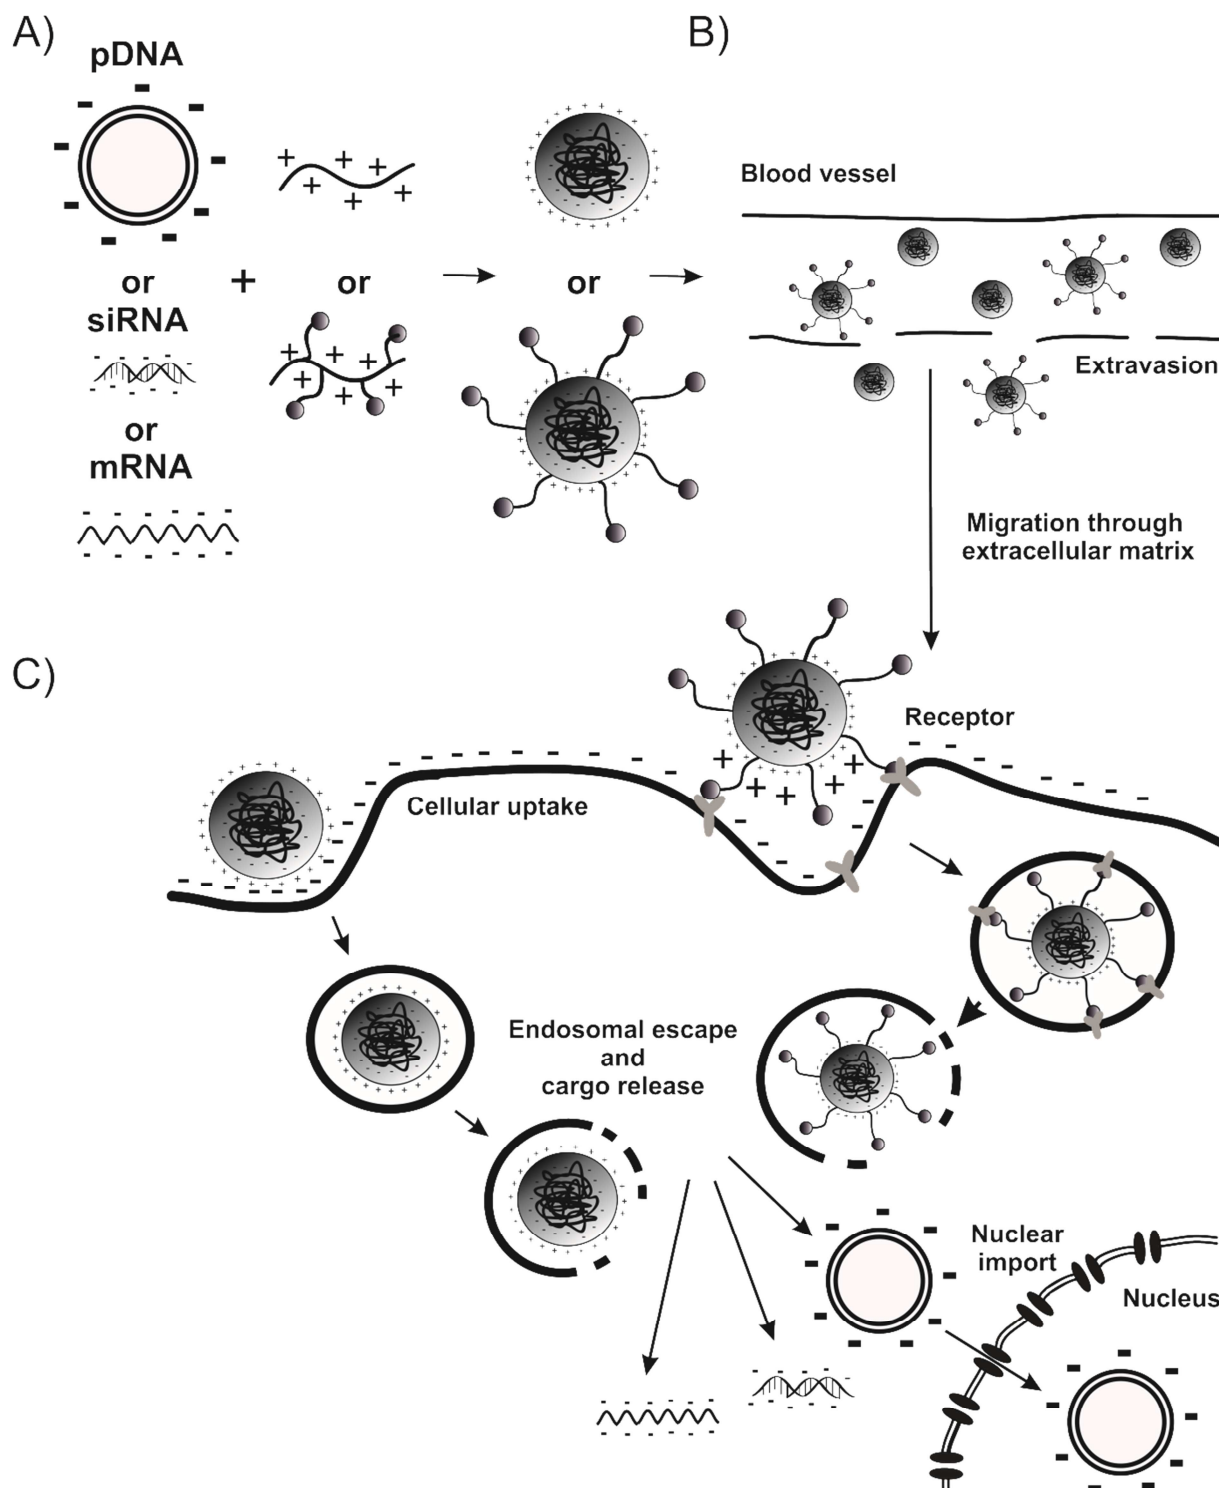 A)
pDNA
or
siRNA
or
mRNA
+
or
or
B)
Blood vessel
Extravasion
Migration through
extracellular matrix
C)
Receptor
Cellular uptake
Endosomal escape
and
cargo release
Nuclear
import
Nucleus